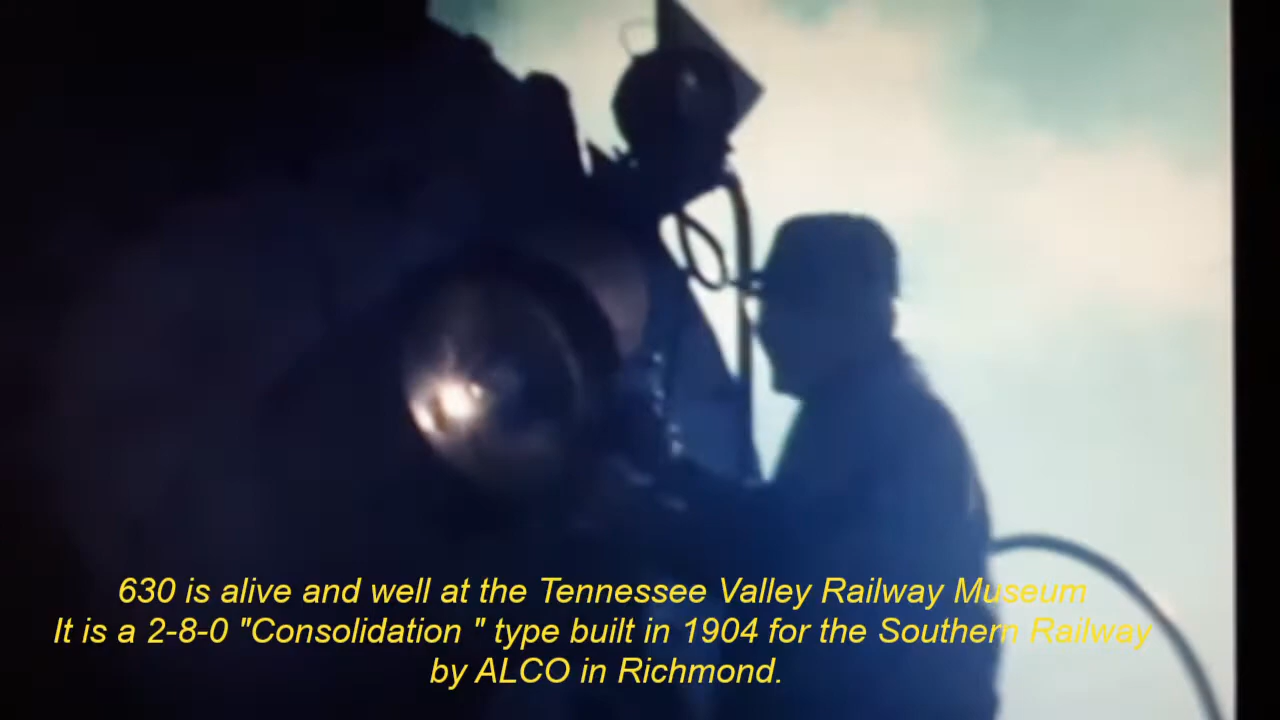 630 is alive and well at the Tennessee Valley Railway Museum
It is a 2-8-0 "Consolidation " type built in 1904 for the Southern Railway
by ALCO in Richmond.